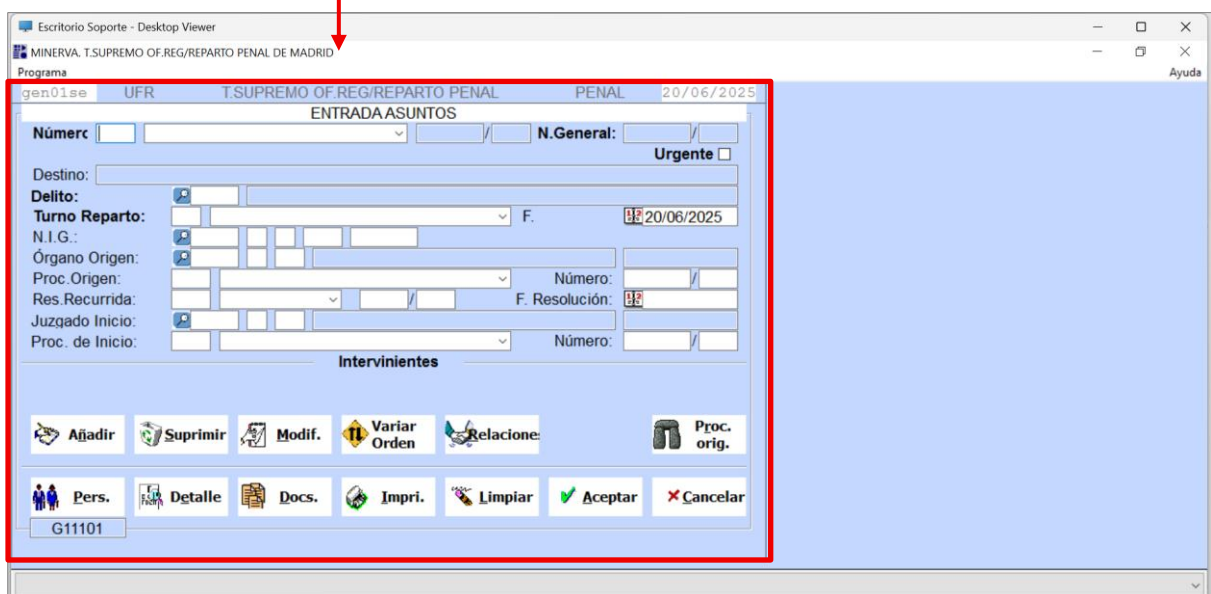 Escritorio Soporte - Desktop Viewer
MINERVA. T.SUPREMO OF.REG/REPARTO PENAL DE MADRID
Programa Ayuda
gen01se UFR T.SUPREMO OF.REG/REPARTO PENAL PENAL 20/06/2025
ENTRADA ASUNTOS
Númerc / N.General: /
Urgente
Destino:
Delito:
Turno Reparto: F. 20/06/2025
N.I.G.:
Órgano Origen:
Proc.Origen: Número: /
Res.Recurrida: / F. Resolución:
Juzgado Inicio:
Proc. de Inicio: Número: /
Intervinientes
Añadir Suprimir Modif. Variar Orden Relacione: Proc. orig.
Pers. Detalle Docs. Impri. Limpiar Aceptar Cancelar
G11101